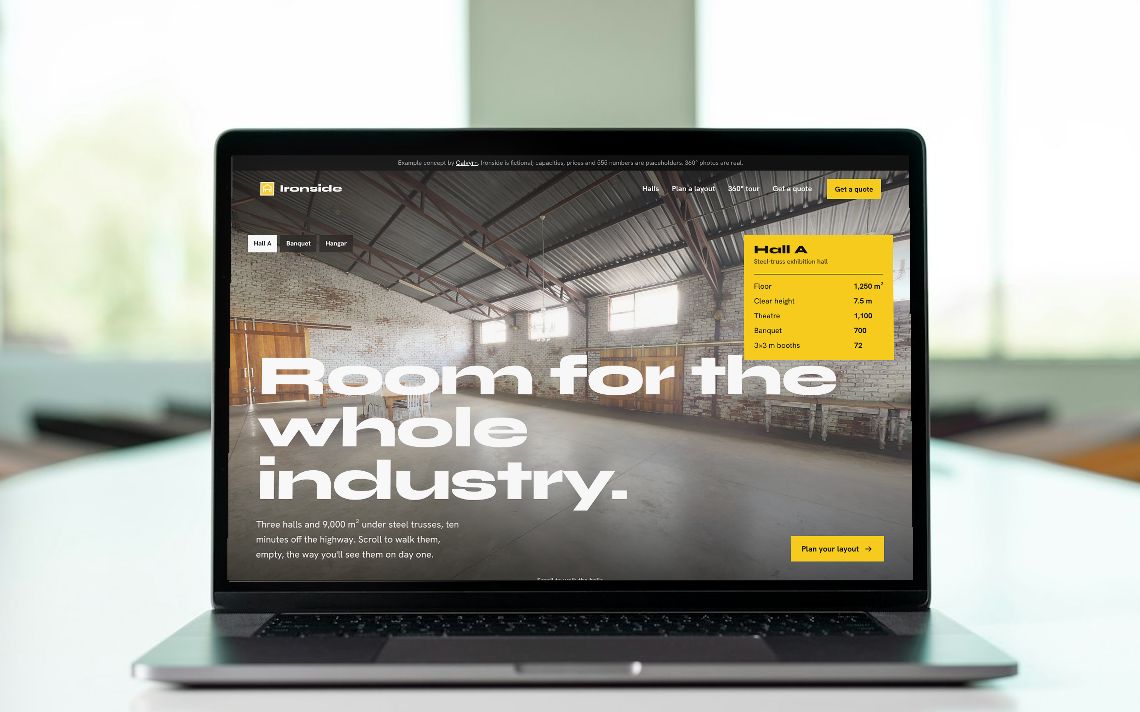 Example concept by Ironside is fictional; capacities, prices and 555 numbers are placeholders. 360° photos are real.
Ironside
Halls
Plan a layout
360° tour
Get a quote
Get a quote
Hall A
Banquet
Hangar
Hall A
Steel-truss exhibition hall
Floor 1,250 m²
Clear height 7.5 m
Theatre 1,100
Banquet 700
3×3 m booths 72
Room for the
whole
industry.
Three halls and 9,000 m² under steel trusses, ten
minutes off the highway. Scroll to walk them,
empty, the way you'll see them on day one.
Plan your layout →